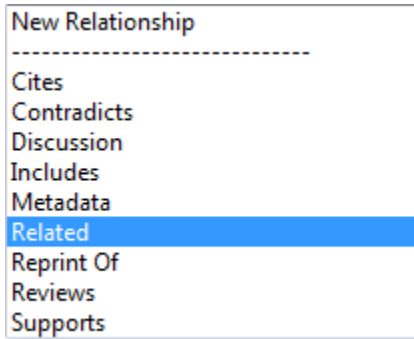 New Relationship
------------------------------
Cites
Contradicts
Discussion
Includes
Metadata
Related
Reprint Of
Reviews
Supports